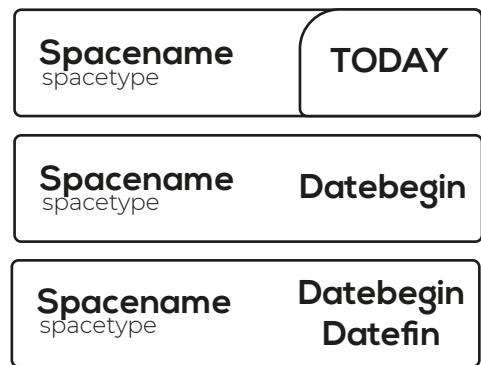 Spacename
spacetype
TODAY
Spacename
spacetype
Datebegin
Spacename
spacetype
Datebegin
Datefin